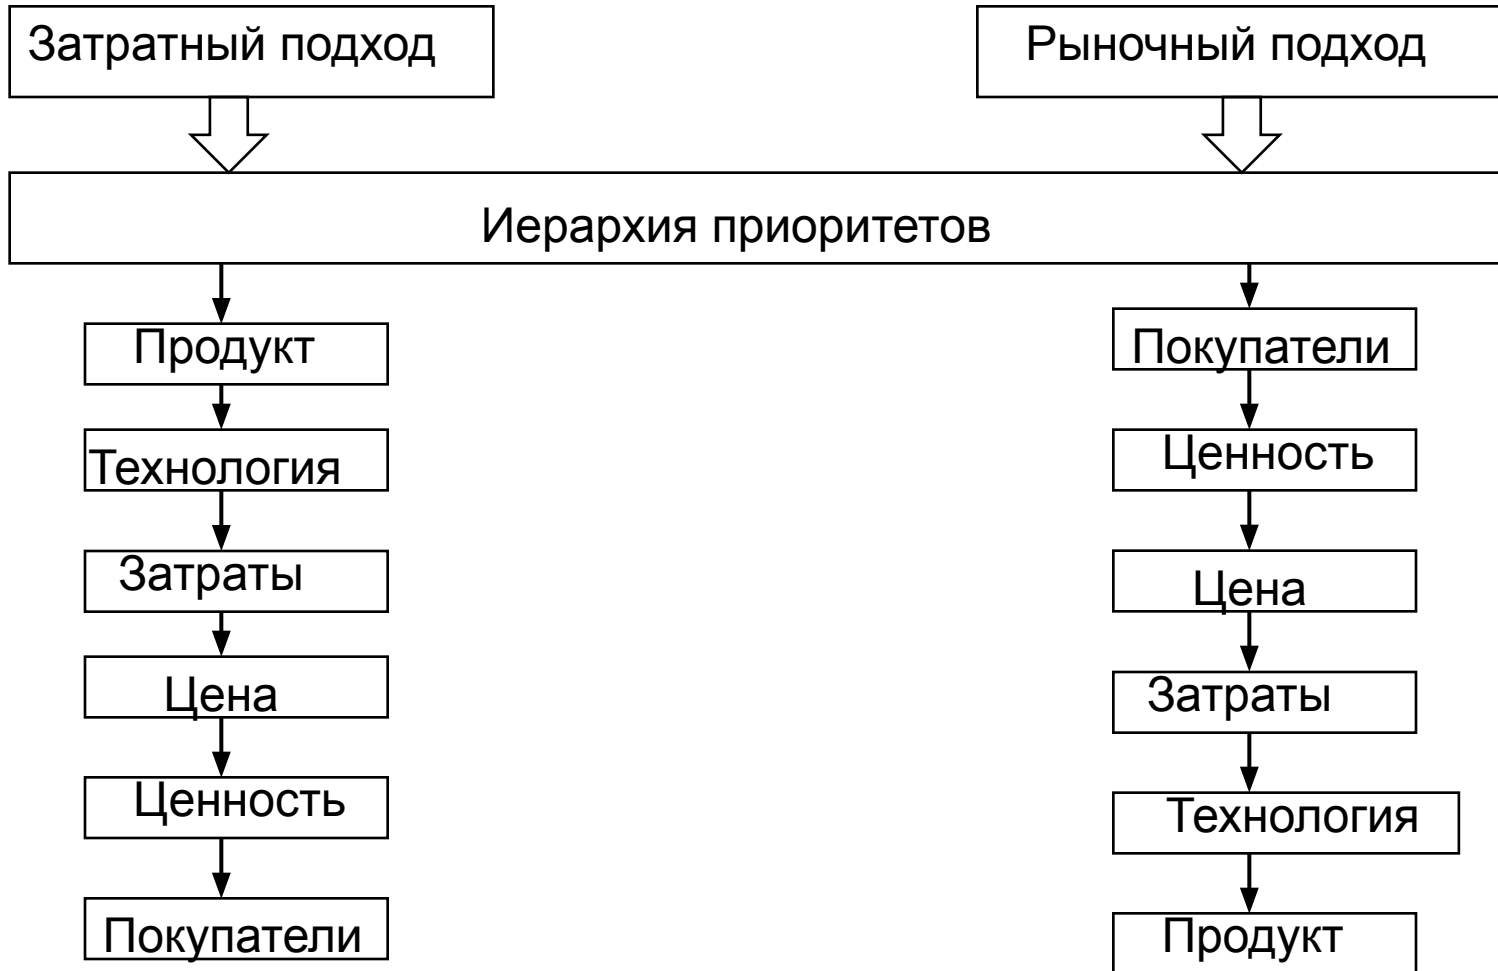 Затратный подход
Рыночный подход
Иерархия приоритетов
Продукт
Технология
Затраты
Цена
Ценность
Покупатели
Покупатели
Ценность
Цена
Затраты
Технология
Продукт